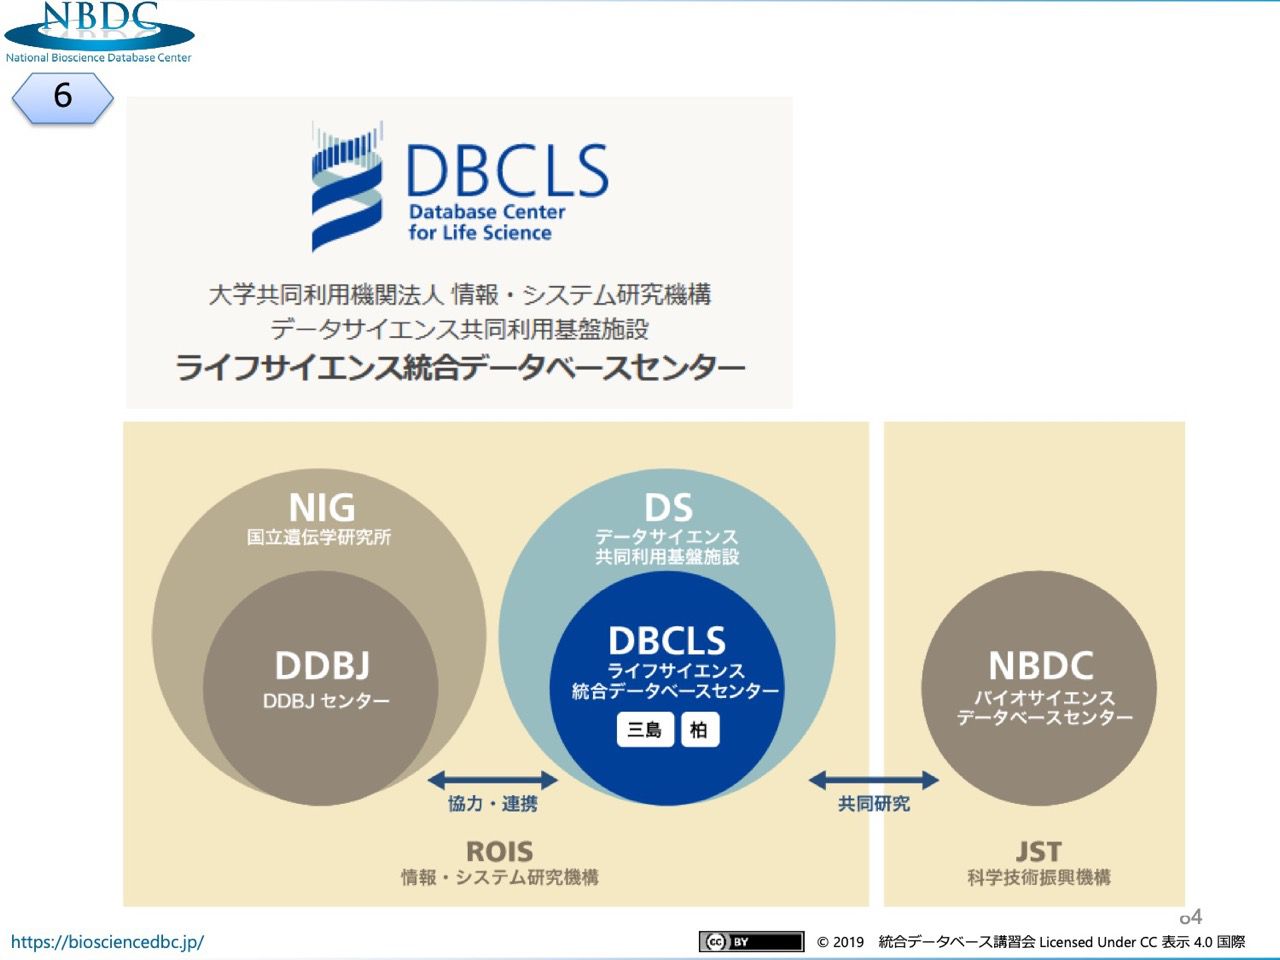 NBDC
National Bioscience Database Center
6
DBCLS
Database Center
for Life Science
大学共同利用機関法人 情報・システム研究機構
データサイエンス共同利用基盤施設
ライフサイエンス統合データベースセンター
NIG
国立遺伝学研究所
DDBJ
DDBJ センター
DS
データサイエンス
共同利用基盤施設
DBCLS
ライフサイエンス
統合データベースセンター
三島 柏
NBDC
バイオサイエンス
データベースセンター
協力・連携
共同研究
ROIS
情報・システム研究機構
JST
科学技術振興機構
https://biosciencedbc.jp/
cc BY
© 2019 統合データベース講習会 Licensed Under CC 表示 4.0 国際